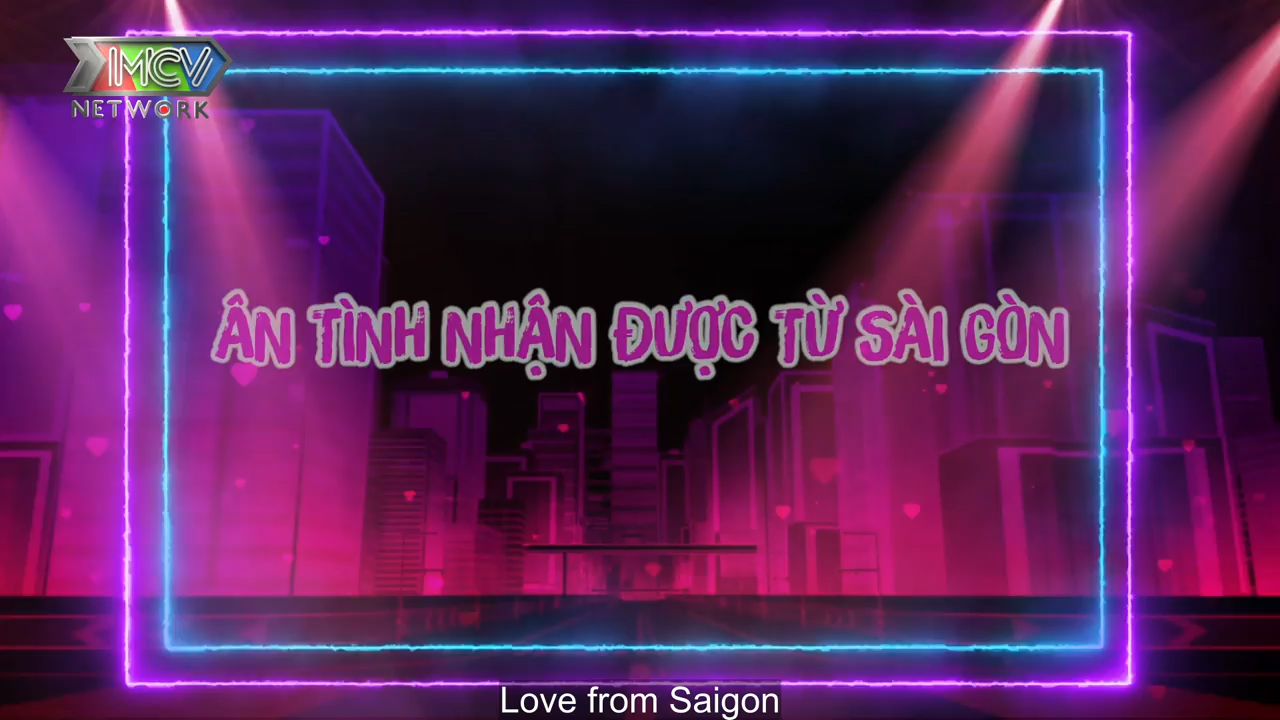 MCV
NETWORK
ÂN TÌNH NHẬN ĐƯỢC TỪ SÀI GÒN
Love from Saigon